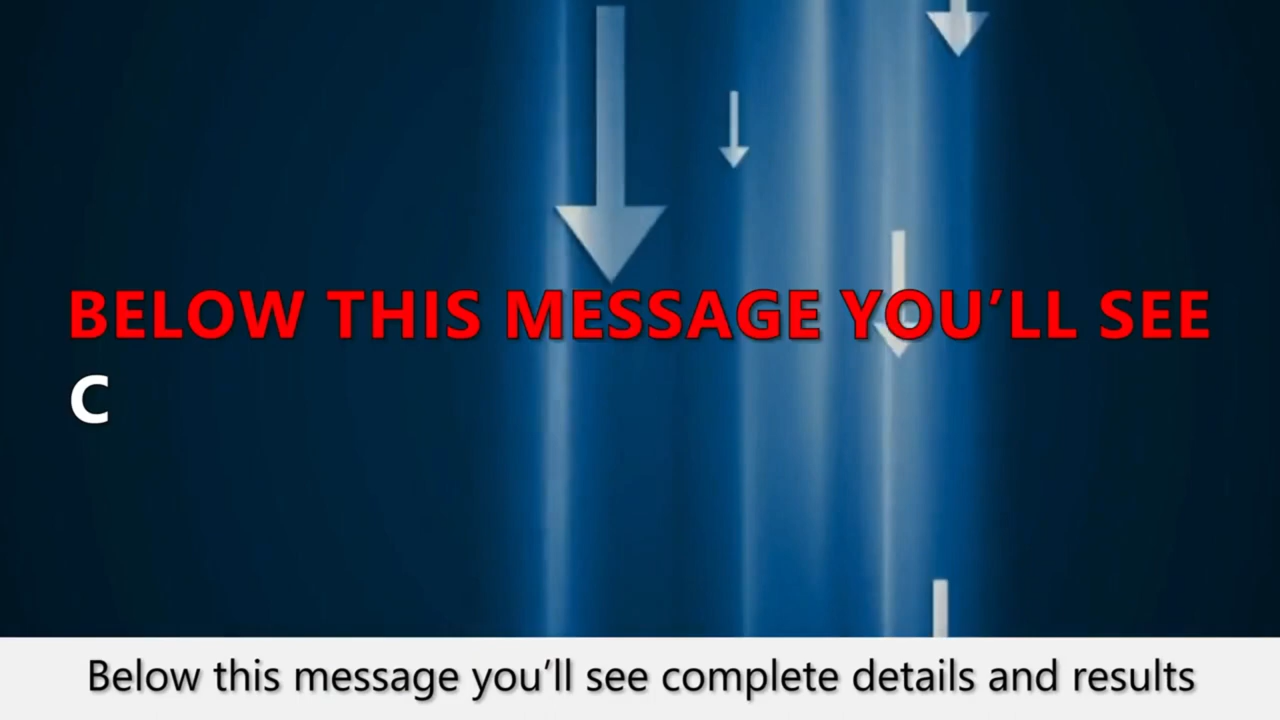 BELOW THIS MESSAGE YOU’LL SEE
C
Below this message you’ll see complete details and results